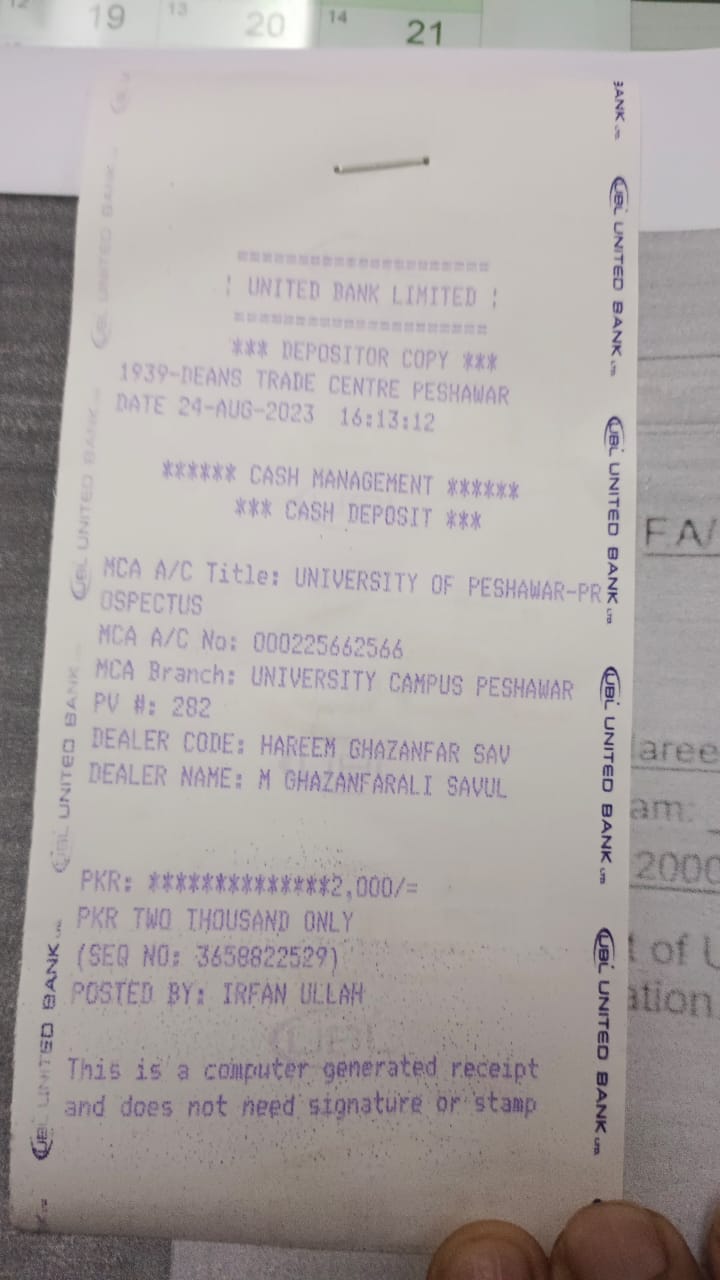 12 19 13 20 14 21
====================
! UNITED BANK LIMITED !
====================
*** DEPOSITOR COPY ***
1939-DEANS TRADE CENTRE PESHAWAR
DATE 24-AUG-2023 16:13:12
****** CASH MANAGEMENT ******
*** CASH DEPOSIT ***
MCA A/C Title: UNIVERSITY OF PESHAWAR-PR
OSPECTUS
MCA A/C No: 000225662566
MCA Branch: UNIVERSITY CAMPUS PESHAWAR
PV #: 282
DEALER CODE: HAREEM GHAZANFAR SAV
DEALER NAME: M GHAZANFARALI SAVUL
PKR: **************2,000/=
PKR TWO THOUSAND ONLY
(SEQ NO: 3658822529)
POSTED BY: IRFAN ULLAH
This is a computer generated receipt
and does not need signature or stamp
BANK LTD
UBL UNITED BANK LTD
UBL UNITED BANK LTD
UBL UNITED BANK LTD
UBL UNITED BANK LTD
UBL UNITED BANK
UBL UNITED BANK
UBL UNITED BANK
UBL UNITED BANK
UBL
FA/
aree
am:
2000
t of U
ation